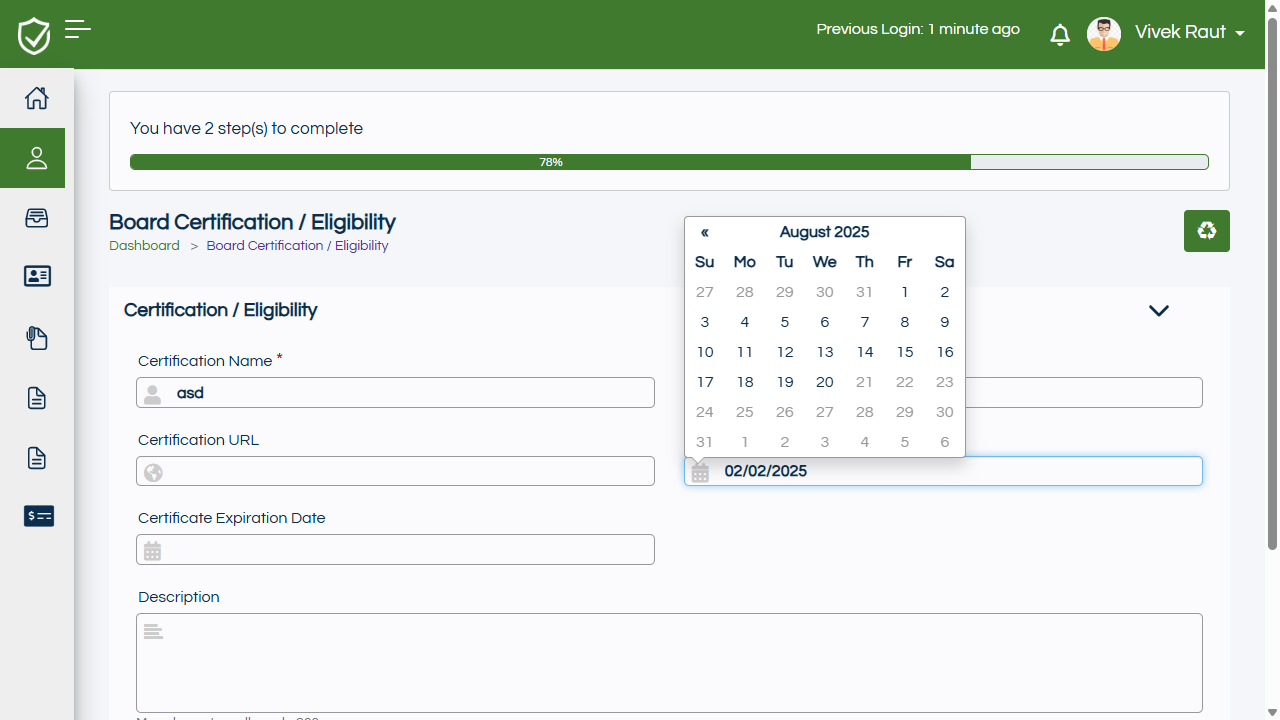 Previous Login: 1 minute ago
Vivek Raut
You have 2 step(s) to complete
78%
Board Certification / Eligibility
Dashboard > Board Certification / Eligibility
« August 2025
Su Mo Tu We Th Fr Sa
27 28 29 30 31 1 2
3 4 5 6 7 8 9
10 11 12 13 14 15 16
17 18 19 20 21 22 23
24 25 26 27 28 29 30
31 1 2 3 4 5 6
Certification / Eligibility
Certification Name *
asd
Certification URL
02/02/2025
Certificate Expiration Date
Description